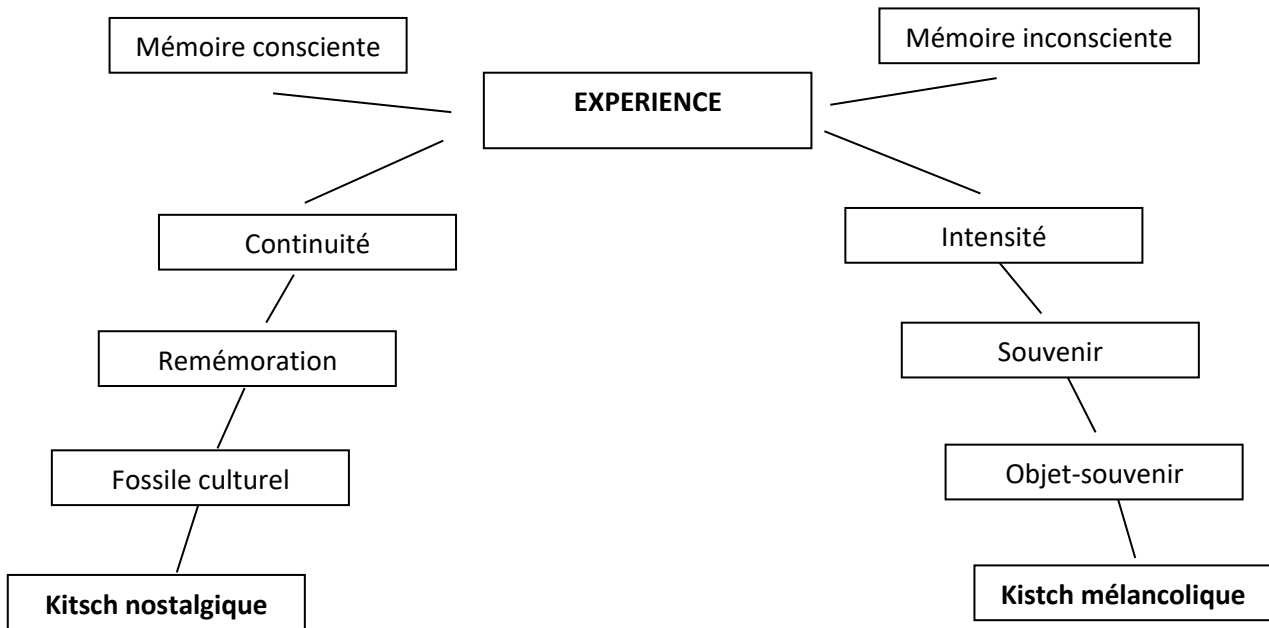 Mémoire consciente
Mémoire inconsciente
EXPERIENCE
Continuité
Intensité
Remémoration
Souvenir
Fossile culturel
Objet-souvenir
Kitsch nostalgique
Kistch mélancolique